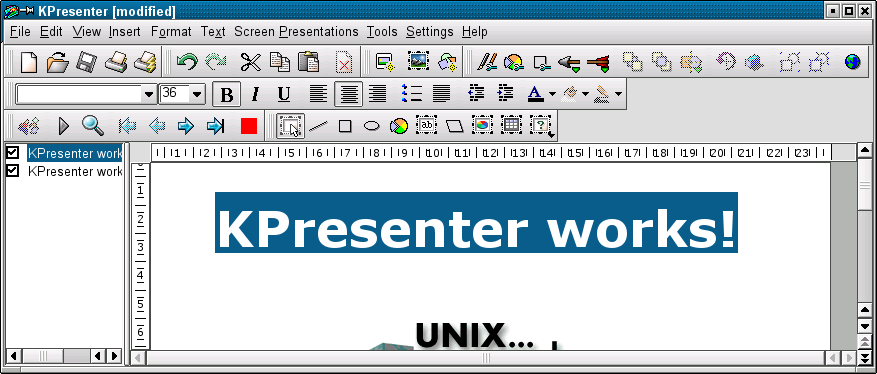 KPresenter [modified]
File Edit View Insert Format Text Screen Presentations Tools Settings Help
36 B I U A
ab ?
KPresenter work
KPresenter work
1 2 3 4 5 6 7 8 9 10 11 12 13 14 15 16 17 18 19 20 21 22 23
1
2
3
4
5
6
KPresenter works!
UNIX...